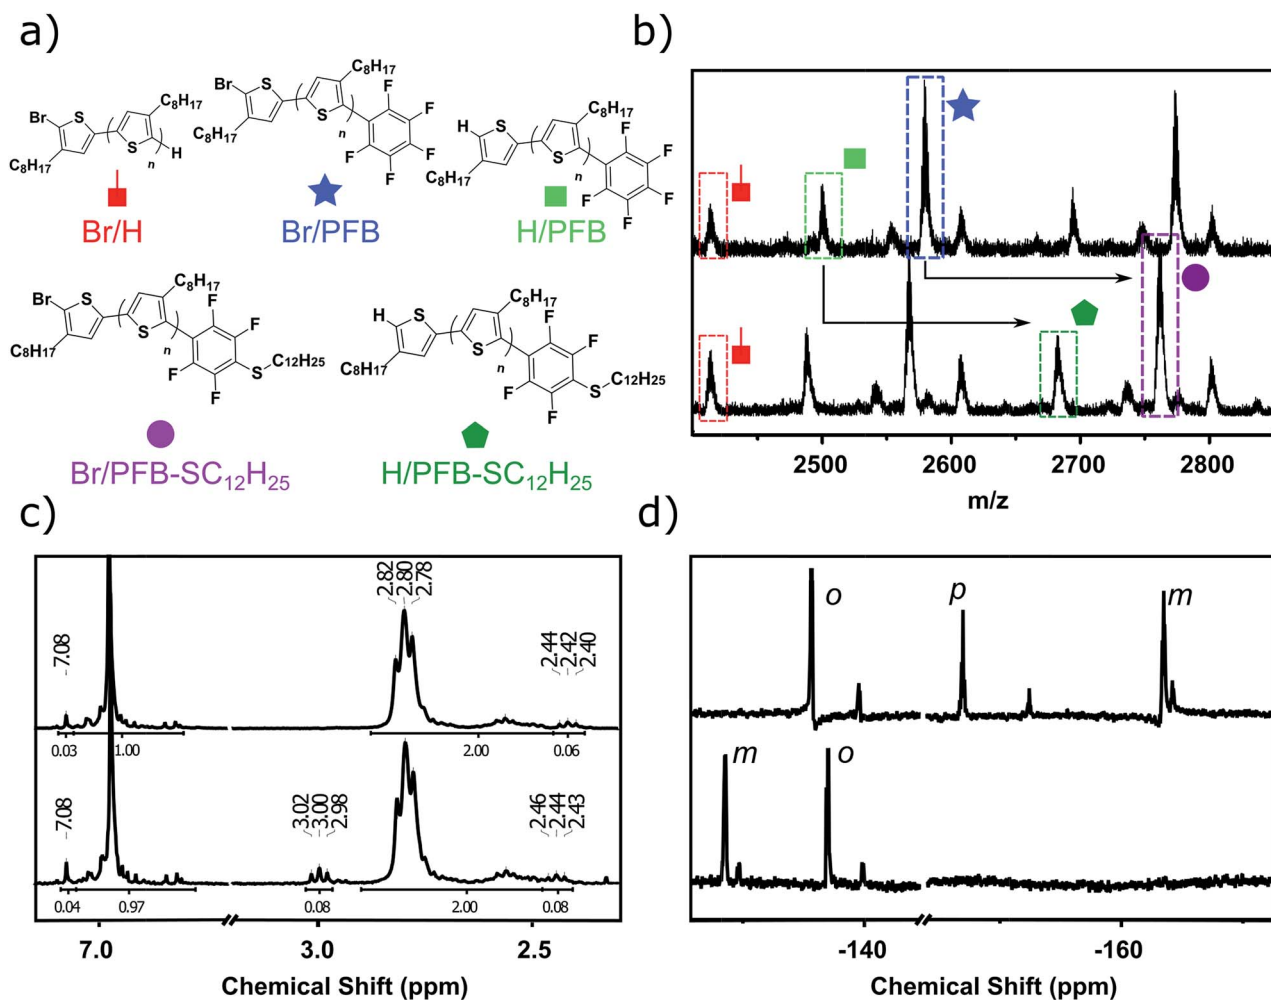 a)
Br
S
C8H17
C8H17
S
n
H
Br/H
Br
S
C8H17
C8H17
S
n
F
F
F
F
F
Br/PFB
H
S
C8H17
C8H17
S
n
F
F
F
F
F
H/PFB
Br
S
C8H17
C8H17
S
n
F
F
F
F
S
C12H25
Br/PFB-SC12H25
H
S
C8H17
C8H17
S
n
F
F
F
F
S
C12H25
H/PFB-SC12H25
b)
2500 2600 2700 2800
m/z
c)
7.08
2.82
2.80
2.78
2.44
2.42
2.40
0.03 1.00 2.00 0.06
7.08
3.02
3.00
2.98
2.46
2.44
2.43
0.04 0.97 0.08 2.00 0.08
7.0 3.0 2.5
Chemical Shift (ppm)
d)
o p m
m o
-140 -160
Chemical Shift (ppm)